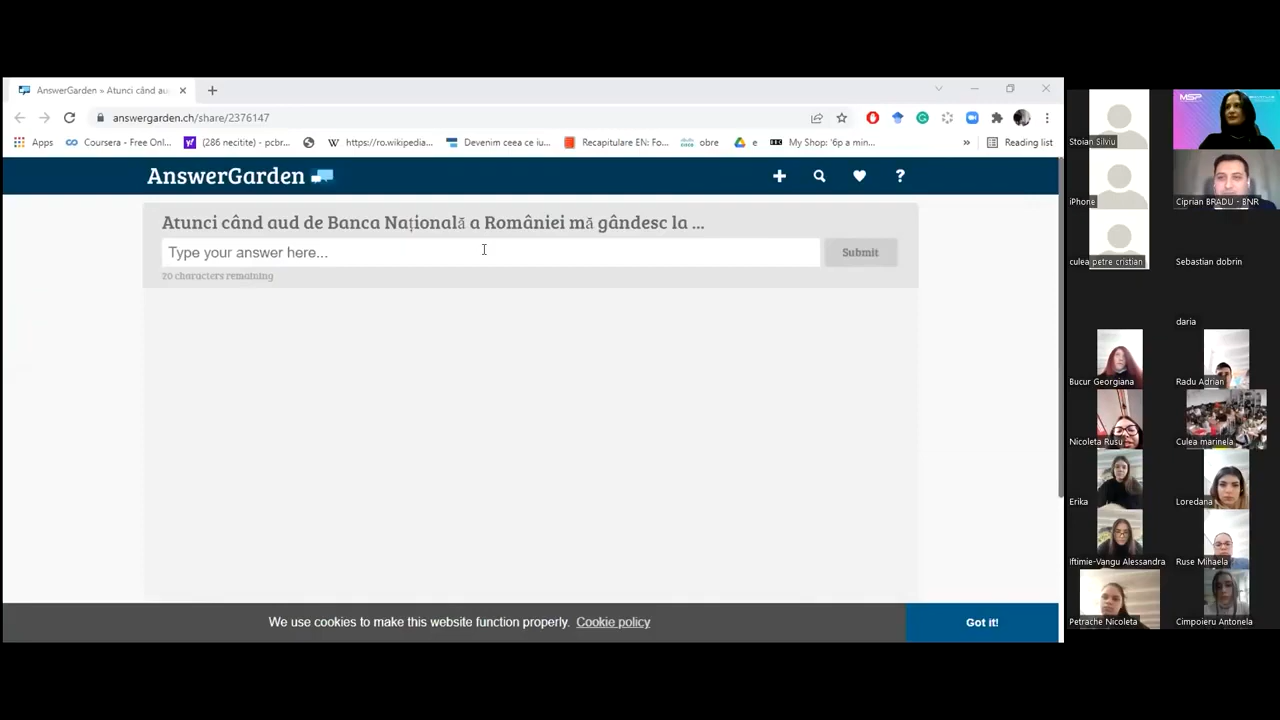 AnswerGarden » Atunci când au
answergarden.ch/share/2376147
Apps
Coursera - Free Onl...
(286 necitite) - pcbr...
https://ro.wikipedia...
Devenim ceea ce iu...
Recapitulare EN: Fo...
obre
e
My Shop: '6p a min...
»
Reading list
AnswerGarden
Atunci când aud de Banca Națională a României mă gândesc la ...
Type your answer here...
Submit
20 characters remaining
We use cookies to make this website function properly. Cookie policy
Got it!
MSP
Stoian Silviu
iPhone
Ciprian BRADU - BNR
culea petre cristian
Sebastian dobrin
daria
Bucur Georgiana
Radu Adrian
Nicoleta Rusu
Culea marinela
Erika
Loredana
Iftimie-Vangu Alessandra
Ruse Mihaela
Petrache Nicoleta
Cimpoieru Antonela